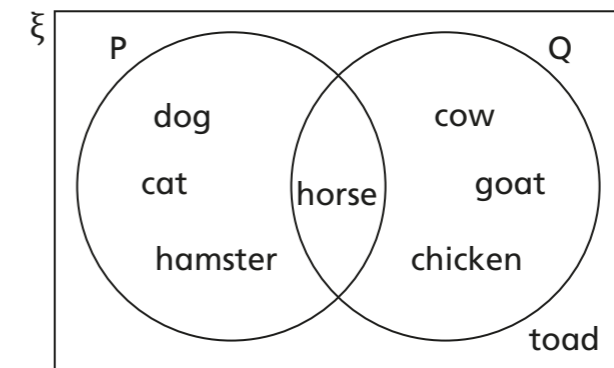 ξ
P Q
dog cow
cat horse goat
hamster chicken
toad